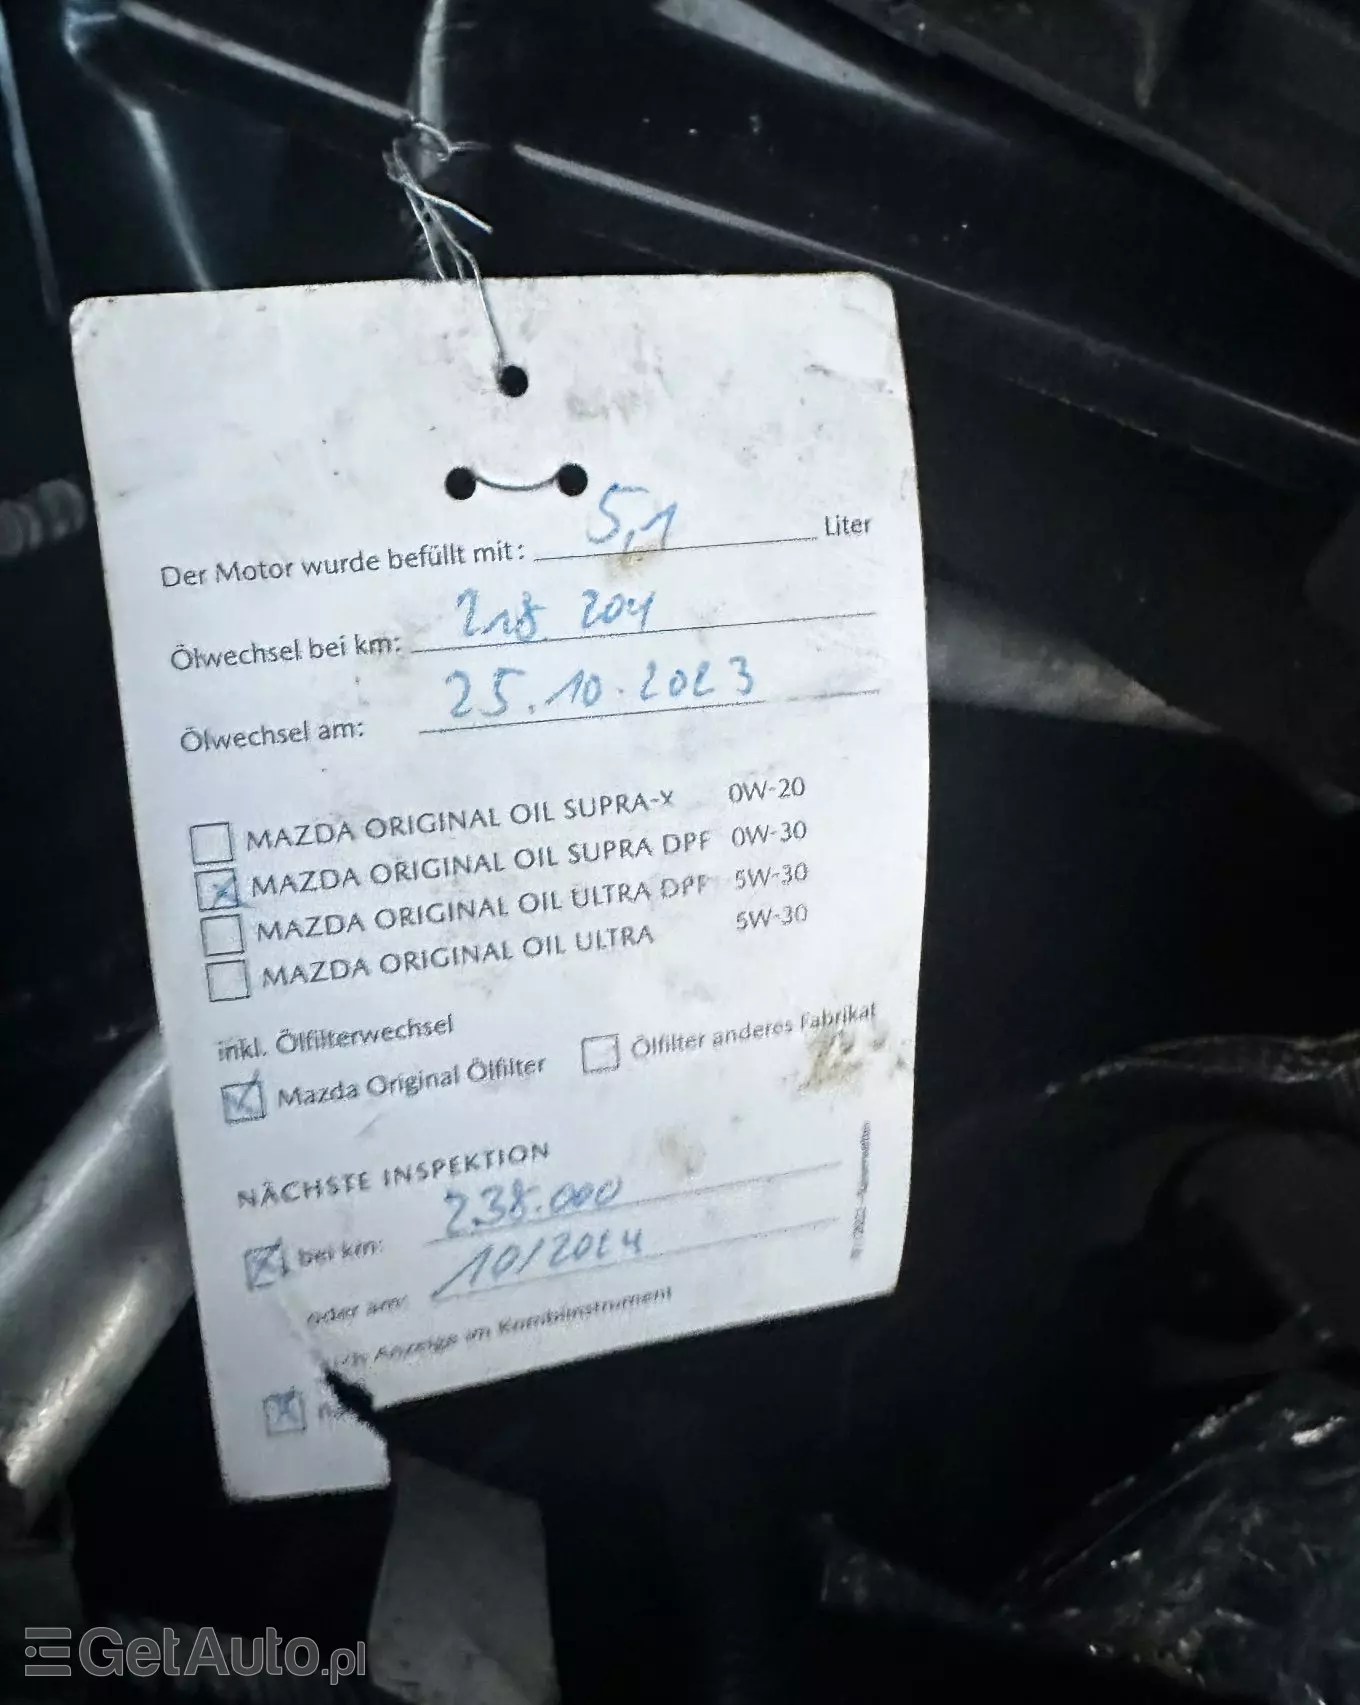 Der Motor wurde befüllt mit: 5,1 Liter
Ölwechsel bei km: 218.204
Ölwechsel am: 25.10.2023
MAZDA ORIGINAL OIL SUPRA-X 0W-20
MAZDA ORIGINAL OIL SUPRA DPF 0W-30
MAZDA ORIGINAL OIL ULTRA DPF 5W-30
MAZDA ORIGINAL OIL ULTRA 5W-30
inkl. Ölfilterwechsel
Mazda Original Ölfilter Ölfilter anderes Fabrikat
NÄCHSTE INSPEKTION
bei km: 238.000
oder am: 10/2024
Anzeige im Kombiinstrument
GetAuto.pl